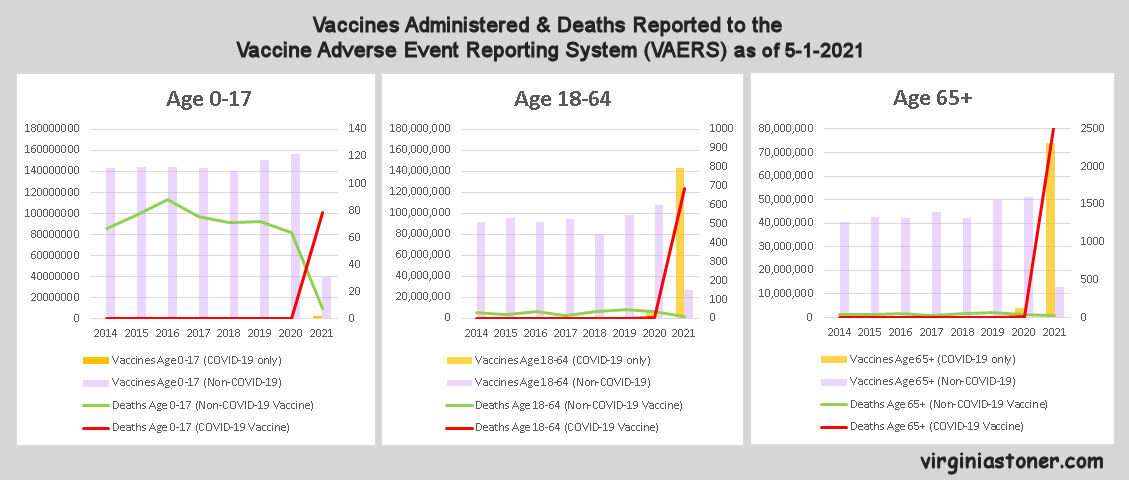 Vaccines Administered & Deaths Reported to the
Vaccine Adverse Event Reporting System (VAERS) as of 5-1-2021
Age 0-17
180000000
160000000
140000000
120000000
100000000
80000000
60000000
40000000
20000000
0
140
120
100
80
60
40
20
0
2014 2015 2016 2017 2018 2019 2020 2021
Vaccines Age 0-17 (COVID-19 only)
Vaccines Age 0-17 (Non-COVID-19)
Deaths Age 0-17 (Non-COVID-19 Vaccine)
Deaths Age 0-17 (COVID-19 Vaccine)
Age 18-64
180,000,000
160,000,000
140,000,000
120,000,000
100,000,000
80,000,000
60,000,000
40,000,000
20,000,000
0
1000
900
800
700
600
500
400
300
200
100
0
2014 2015 2016 2017 2018 2019 2020 2021
Vaccines Age 18-64 (COVID-19 only)
Vaccines Age 18-64 (Non-COVID-19)
Deaths Age 18-64 (Non-COVID-19 Vaccine)
Deaths Age 18-64 (COVID-19 Vaccine)
Age 65+
80,000,000
70,000,000
60,000,000
50,000,000
40,000,000
30,000,000
20,000,000
10,000,000
0
2500
2000
1500
1000
500
0
2014 2015 2016 2017 2018 2019 2020 2021
Vaccines Age 65+ (COVID-19 only)
Vaccines Age 65+ (Non-COVID-19)
Deaths Age 65+ (Non-COVID-19 Vaccine)
Deaths Age 65+ (COVID-19 Vaccine)
virginiastoner.com